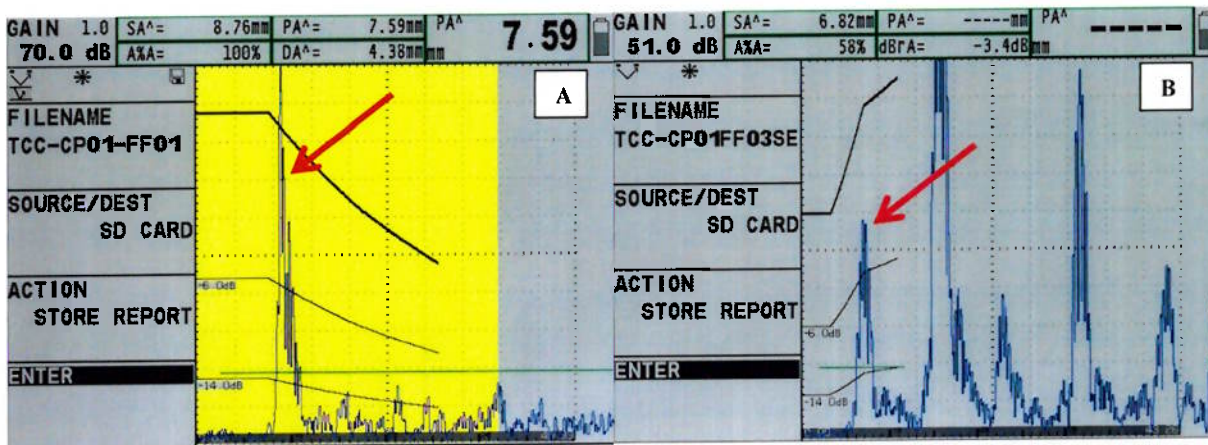 GAIN 1.0
70.0 dB
SA^= 8.76mm PA^= 7.59mm
A%A= 100% DA^= 4.38mm
PA^ mm 7.59
A
FILENAME
TCC-CP01-FF01
SOURCE/DEST
SD CARD
ACTION
STORE REPORT
ENTER
-6.0dB
-14.0dB
GAIN 1.0
51.0 dB
SA^= 6.82mm PA^= -----mm
A%A= 58% dBrA= -3.4dB
PA^ mm -----
B
FILENAME
TCC-CP01FF03SE
SOURCE/DEST
SD CARD
ACTION
STORE REPORT
ENTER
-6.0dB
-14.0dB